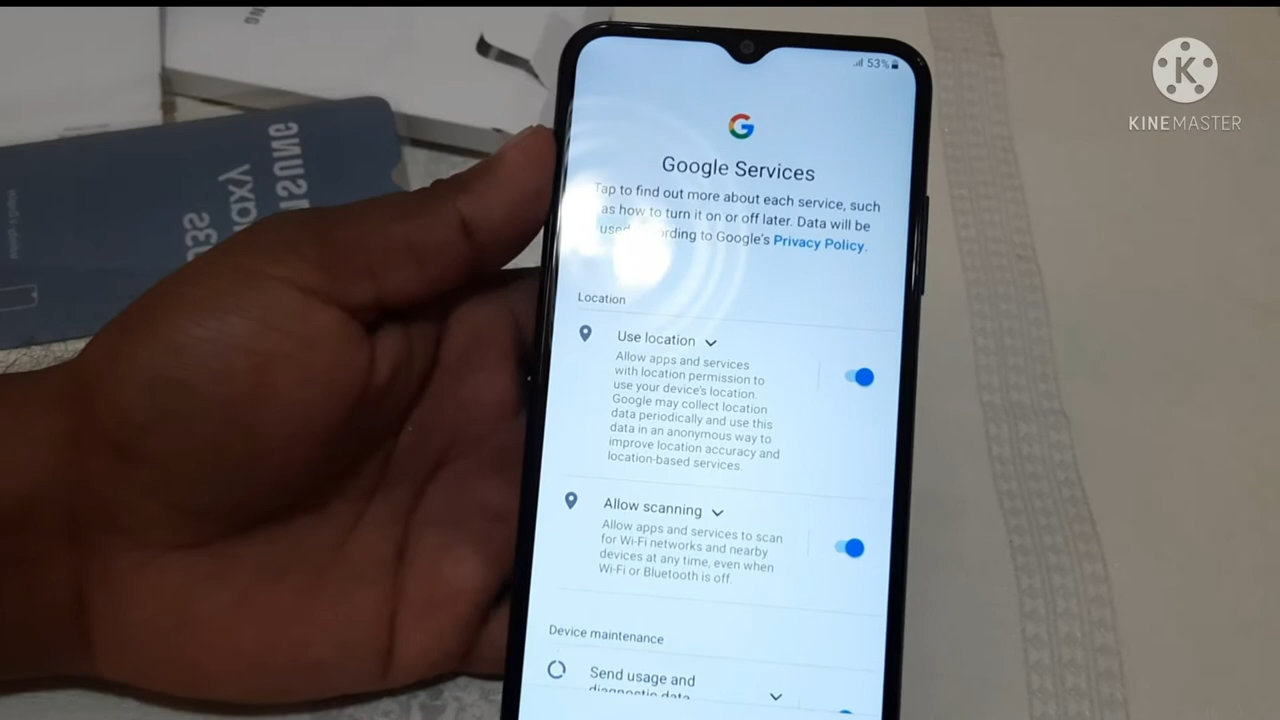 53%
G
Google Services
Tap to find out more about each service, such
as how to turn it on or off later. Data will be
to Google's Privacy Policy.
Location
Use location
Allow apps and services
with location permission to
use your device's location.
Google may collect location
data periodically and use this
data in an anonymous way to
improve location accuracy and
location-based services.
Allow scanning
Allow apps and services to scan
for Wi-Fi networks and nearby
devices at any time, even when
Wi-Fi or Bluetooth is off.
Device maintenance
Send usage and
diagnostic data
K
KINEMASTER
SAMSUNG
Galaxy